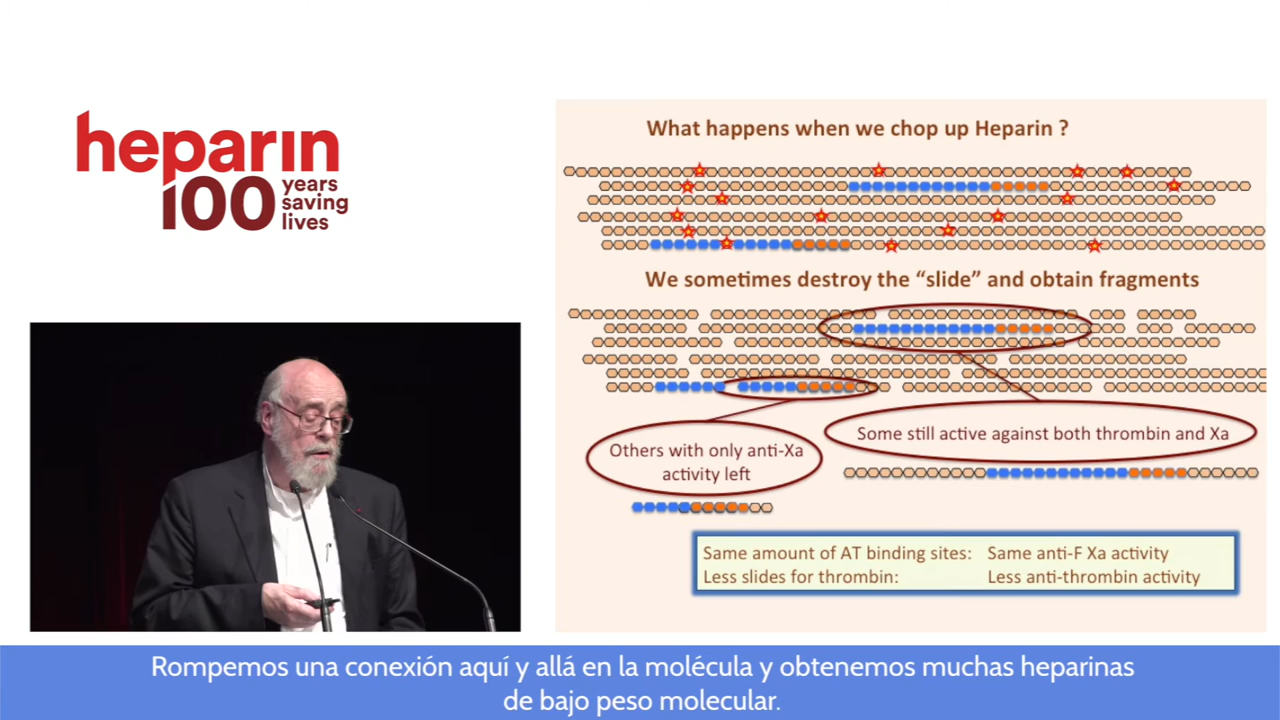 heparin
100 years
saving
lives
What happens when we chop up Heparin ?
We sometimes destroy the “slide” and obtain fragments
Others with only anti-Xa
activity left
Some still active against both thrombin and Xa
Same amount of AT binding sites: Same anti-F Xa activity
Less slides for thrombin: Less anti-thrombin activity
Rompemos una conexión aquí y allá en la molécula y obtenemos muchas heparinas
de bajo peso molecular.